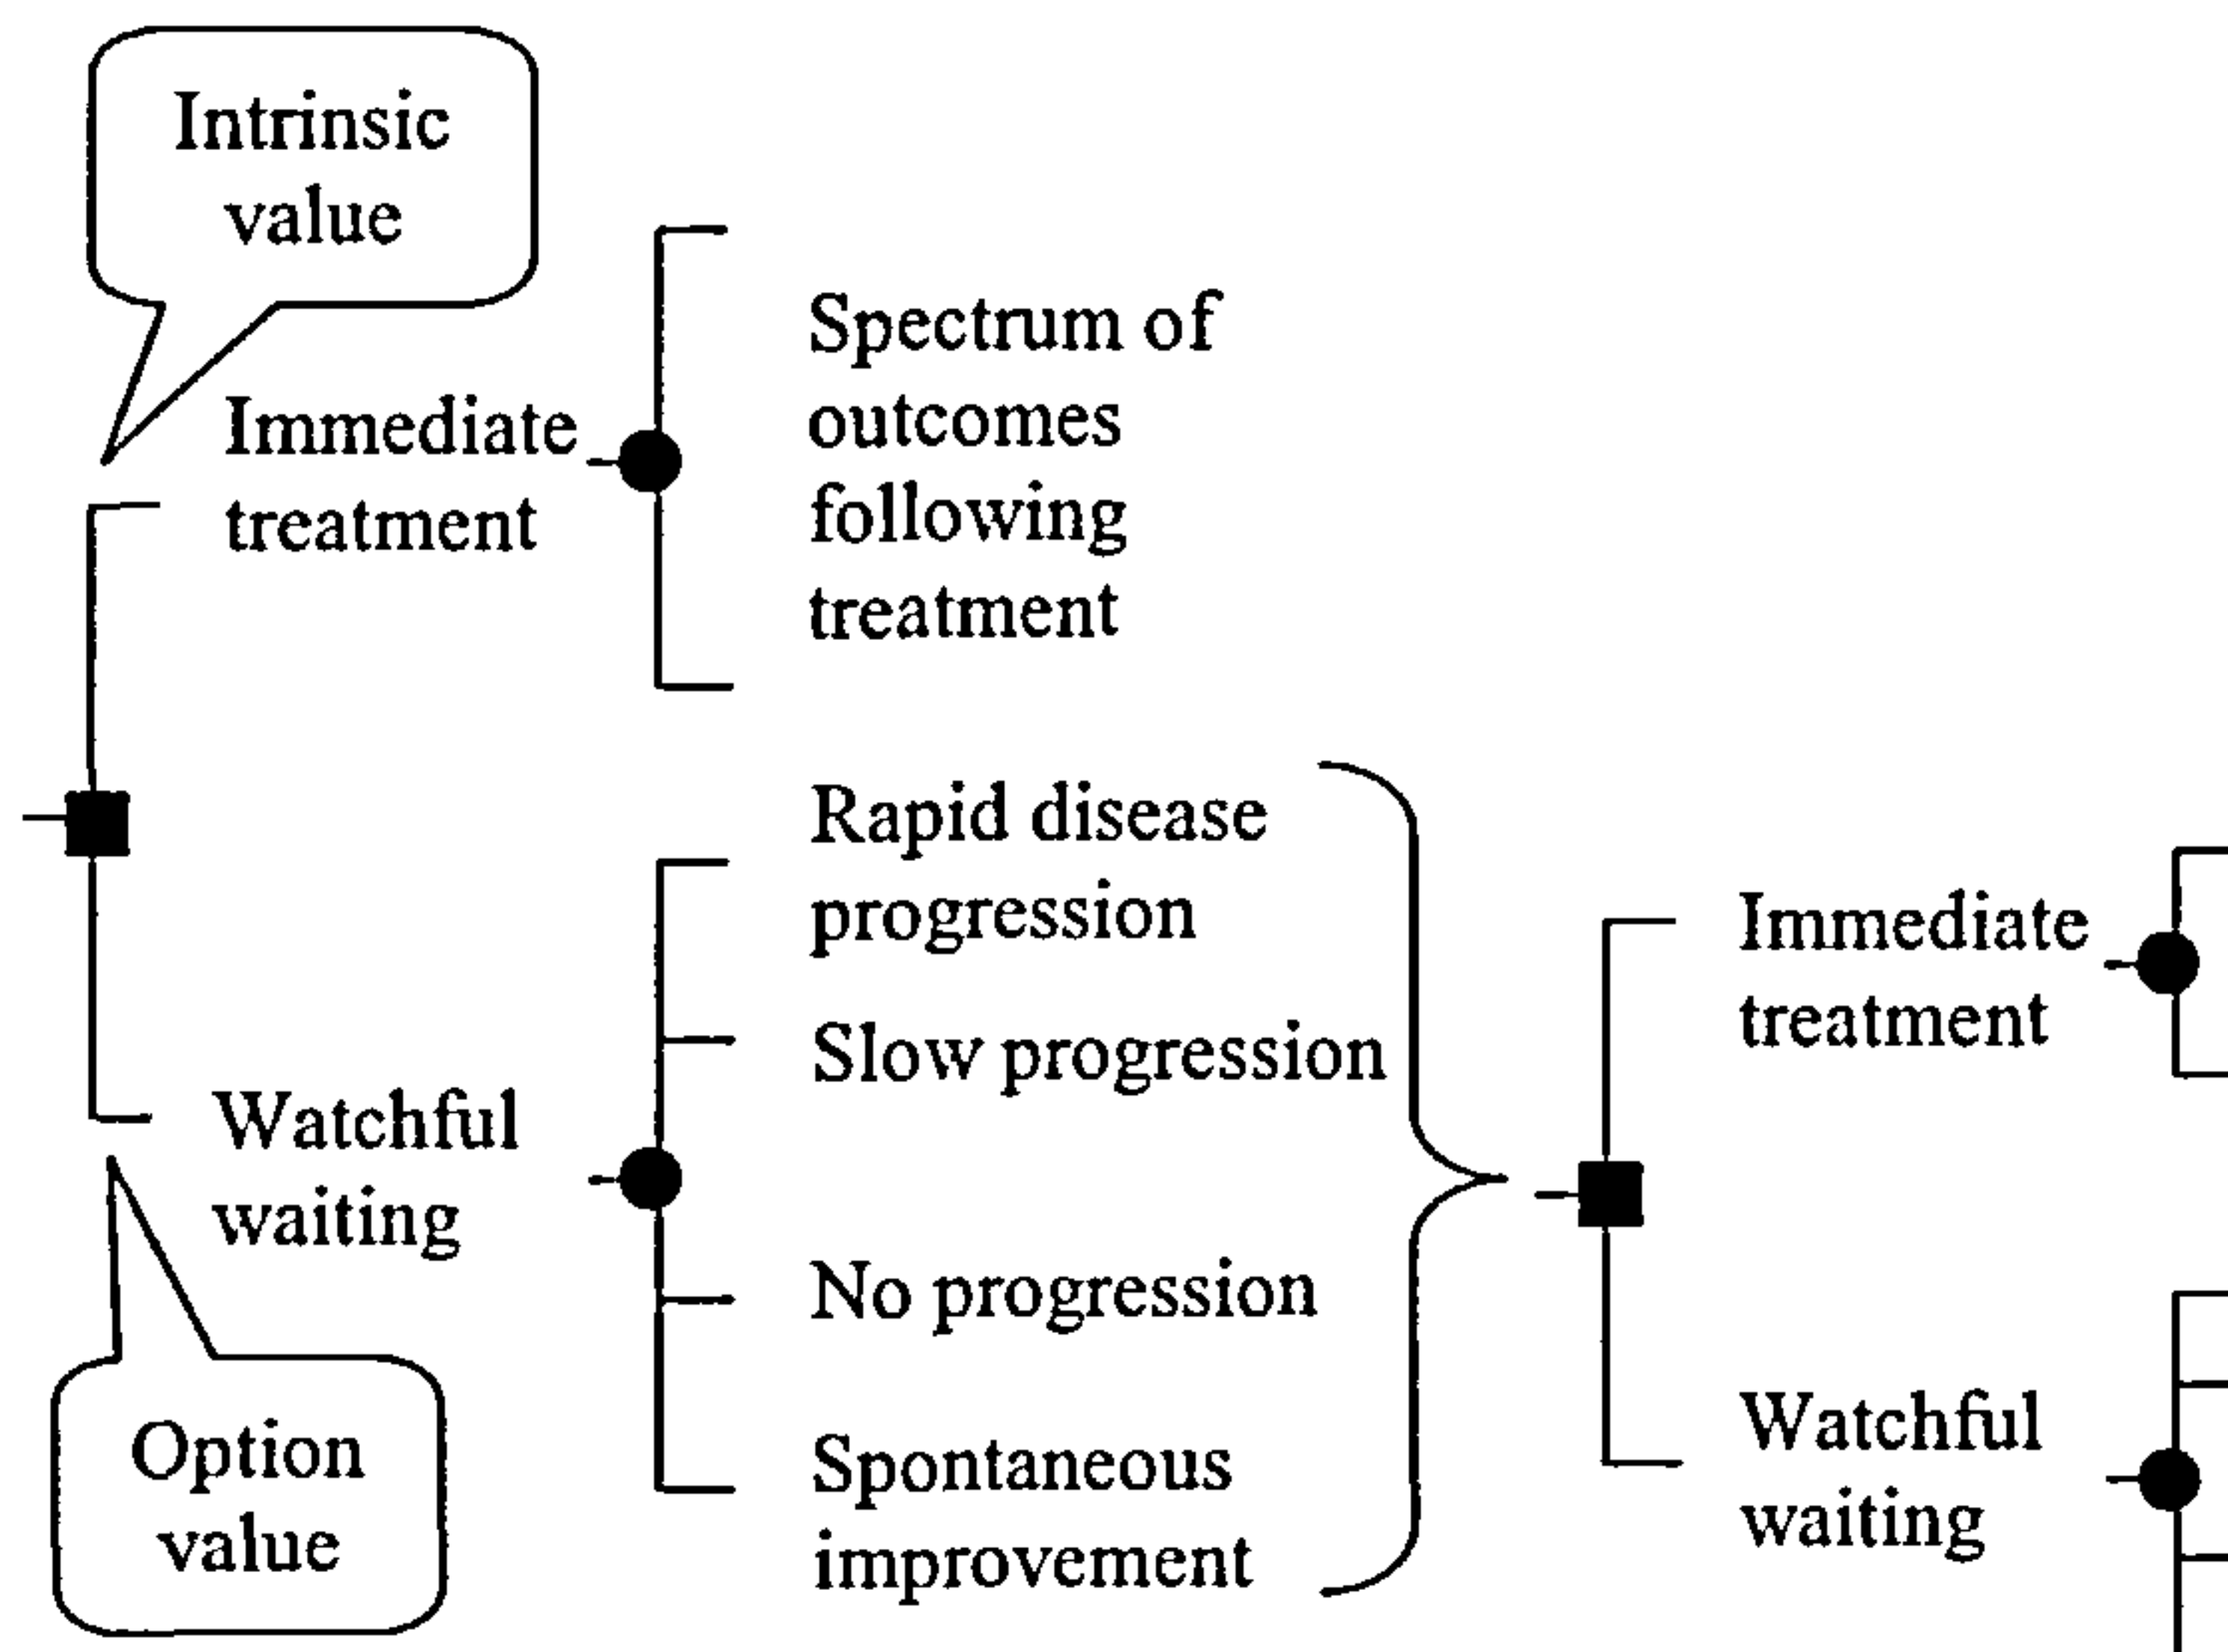 Intrinsic
value
Immediate
treatment
Spectrum of
outcomes
following
treatment
Rapid disease
progression
Slow progression
No progression
Spontaneous
improvement
Watchful
waiting
Option
value
Immediate
treatment
Watchful
waiting